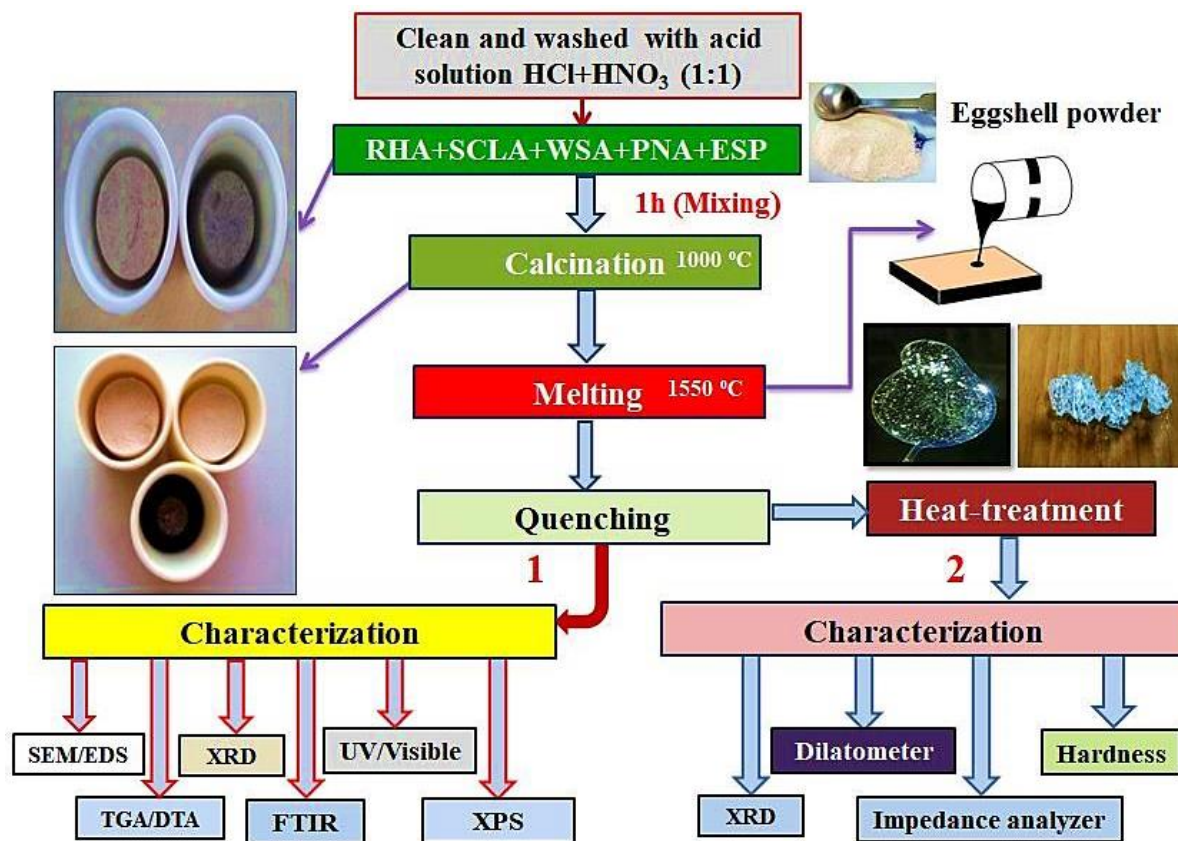 Clean and washed with acid
solution HCl+HNO₃ (1:1)
Eggshell powder
RHA+SCLA+WSA+PNA+ESP
1h (Mixing)
Calcination 1000 ⁰C
Melting 1550 ⁰C
Quenching
Heat-treatment
1
2
Characterization
Characterization
SEM/EDS
XRD
UV/Visible
TGA/DTA
FTIR
XPS
Dilatometer
Hardness
XRD
Impedance analyzer